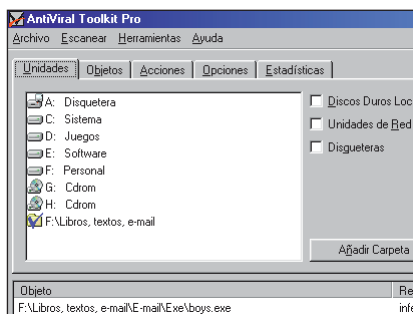 AntiViral Toolkit Pro
Archivo Escanear Herramientas Ayuda
Unidades Objetos Acciones Opciones Estadísticas
A: Disquetera
C: Sistema
D: Juegos
E: Software
F: Personal
G: Cdrom
H: Cdrom
F:\Libros, textos, e-mail
Discos Duros Loc
Unidades de Red
Disqueteras
Añadir Carpeta
Objeto Re
F:\Libros, textos, e-mail\E-mail\Exe\boys.exe infe